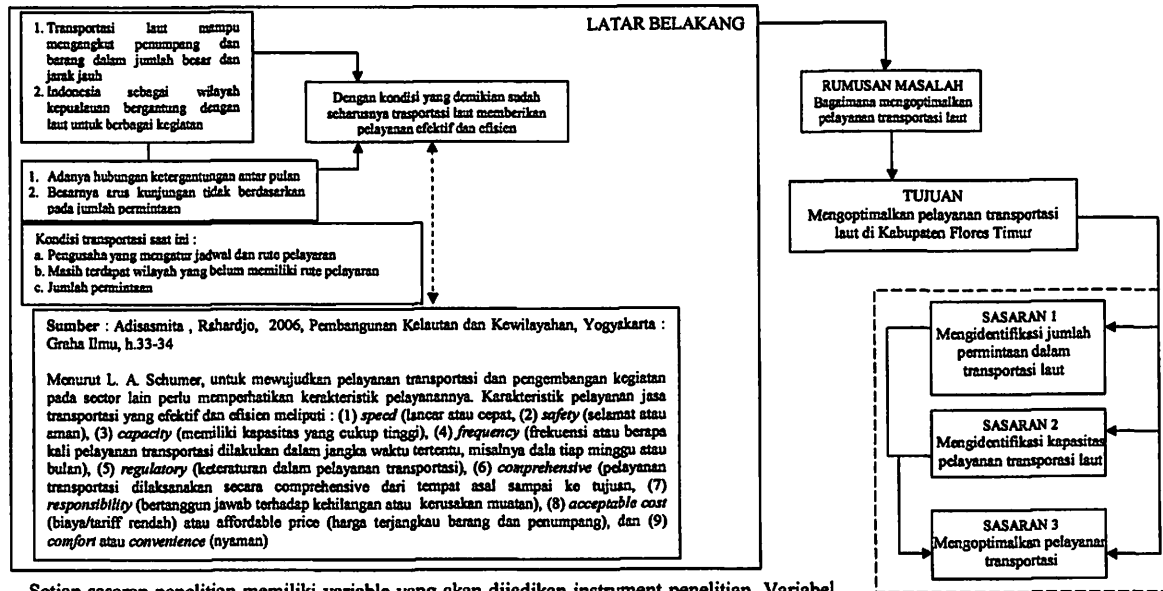 LATAR BELAKANG
1. Transportasi laut mampu
mengangkut penumpang dan
barang dalam jumlah besar dan
jarak jauh
2. Indonesia sebagai wilayah
kepualauan bergantung dengan
laut untuk berbagai kegiatan
Dengan kondisi yang demikian sudah
seharusnya trasportasi laut memberikan
pelayanan efektif dan efisien
1. Adanya hubungan ketergantungan antar pulau
2. Besarnya arus kunjungan tidak berdasarkan
pada jumlah permintaan
Kondisi transportasi saat ini :
a. Pengusaha yang mengatur jadwal dan rute pelayaran
b. Masih terdapat wilayah yang belum memiliki rute pelayaran
c. Jumlah permintaan
Sumber : Adisasmita , Rahardjo, 2006, Pembangunan Kelautan dan Kewilayahan, Yogyakarta :
Graha Ilmu, h.33-34
Menurut L. A. Schumer, untuk mewujudkan pelayanan transportasi dan pengembangan kegiatan
pada sector lain perlu memperhatikan kerakteristik pelayanannya. Karakteristik pelayanan jasa
transportasi yang efektif dan efisien meliputi : (1) speed (lancar atau cepat, (2) safety (selamat atau
aman), (3) capacity (memiliki kapasitas yang cukup tinggi), (4) frequency (frekuensi atau berapa
kali pelayanan transportasi dilakukan dalam jangka waktu tertentu, misalnya dala tiap minggu atau
bulan), (5) regulatory (keteraturan dalam pelayanan transportasi), (6) comprehensive (pelayanan
transportasi dilaksanakan secara comprehensive dari tempat asal sampai ke tujuan, (7)
responsibility (bertanggun jawab terhadap kehilangan atau kerusakan muatan), (8) acceptable cost
(biaya/tariff rendah) atau affordable price (harga terjangkau barang dan penumpang), dan (9)
comfort atau convenience (nyaman)
RUMUSAN MASALAH
Bagaimana mengoptimalkan
pelayanan transportasi laut
TUJUAN
Mengoptimalkan pelayanan transportasi
laut di Kabupaten Flores Timur
SASARAN 1
Mengidentifikasi jumlah
permintaan dalam
transportasi laut
SASARAN 2
Mengidentifikasi kapasitas
pelayanan transporasi laut
SASARAN 3
Mengoptimalkan pelayanan
transportasi
Setiap sasaran penelitian memiliki variable yang akan dijadikan instrument penelitian. Variabel